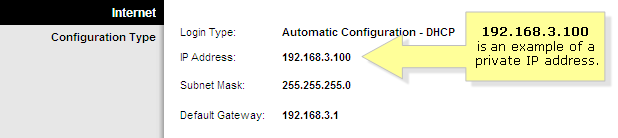 Internet
Configuration Type
Login Type: Automatic Configuration - DHCP
IP Address: 192.168.3.100
Subnet Mask: 255.255.255.0
Default Gateway: 192.168.3.1
192.168.3.100
is an example of a
private IP address.